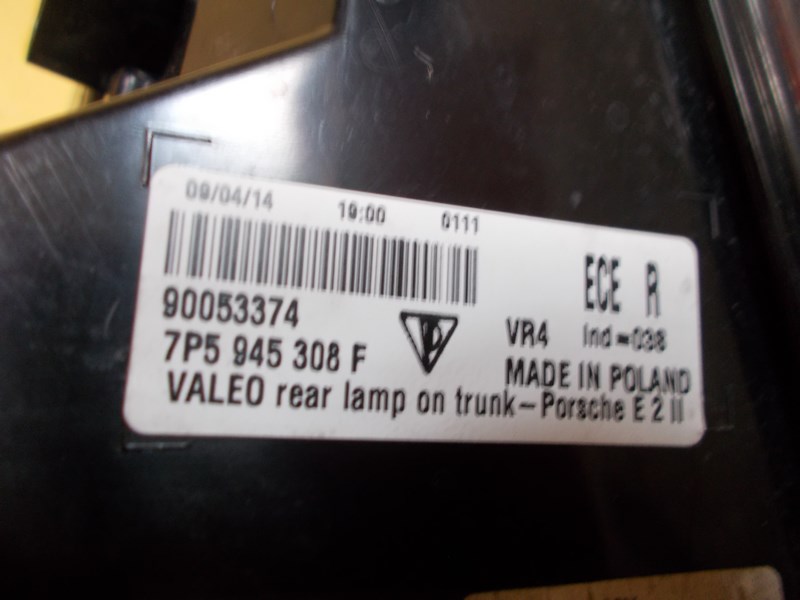 09/04/14 19:00 0111
ECE R
90053374
VR4 Ind=038
7P5 945 308 F
MADE IN POLAND
VALEO rear lamp on trunk-Porsche E 2 II